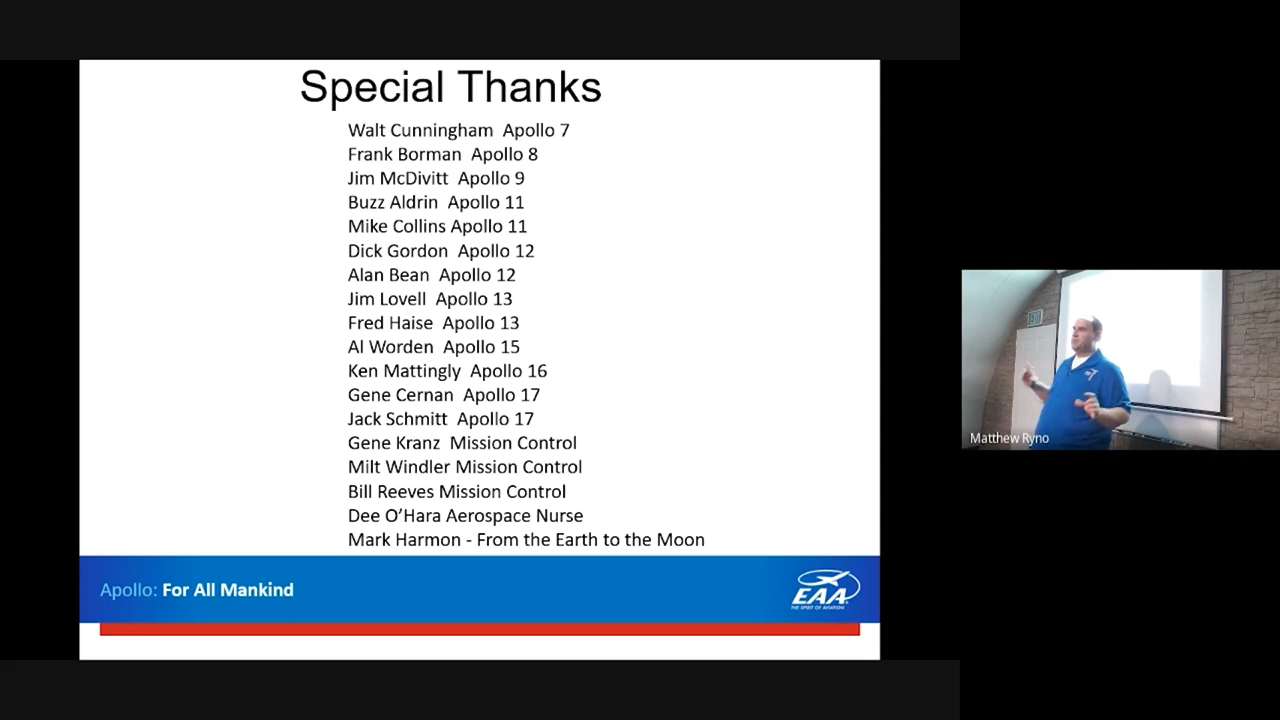 Special Thanks
Walt Cunningham Apollo 7
Frank Borman Apollo 8
Jim McDivitt Apollo 9
Buzz Aldrin Apollo 11
Mike Collins Apollo 11
Dick Gordon Apollo 12
Alan Bean Apollo 12
Jim Lovell Apollo 13
Fred Haise Apollo 13
Al Worden Apollo 15
Ken Mattingly Apollo 16
Gene Cernan Apollo 17
Jack Schmitt Apollo 17
Gene Kranz Mission Control
Milt Windler Mission Control
Bill Reeves Mission Control
Dee O’Hara Aerospace Nurse
Mark Harmon - From the Earth to the Moon
Apollo: For All Mankind
EAA
THE SPIRIT OF AVIATION
Matthew Ryno